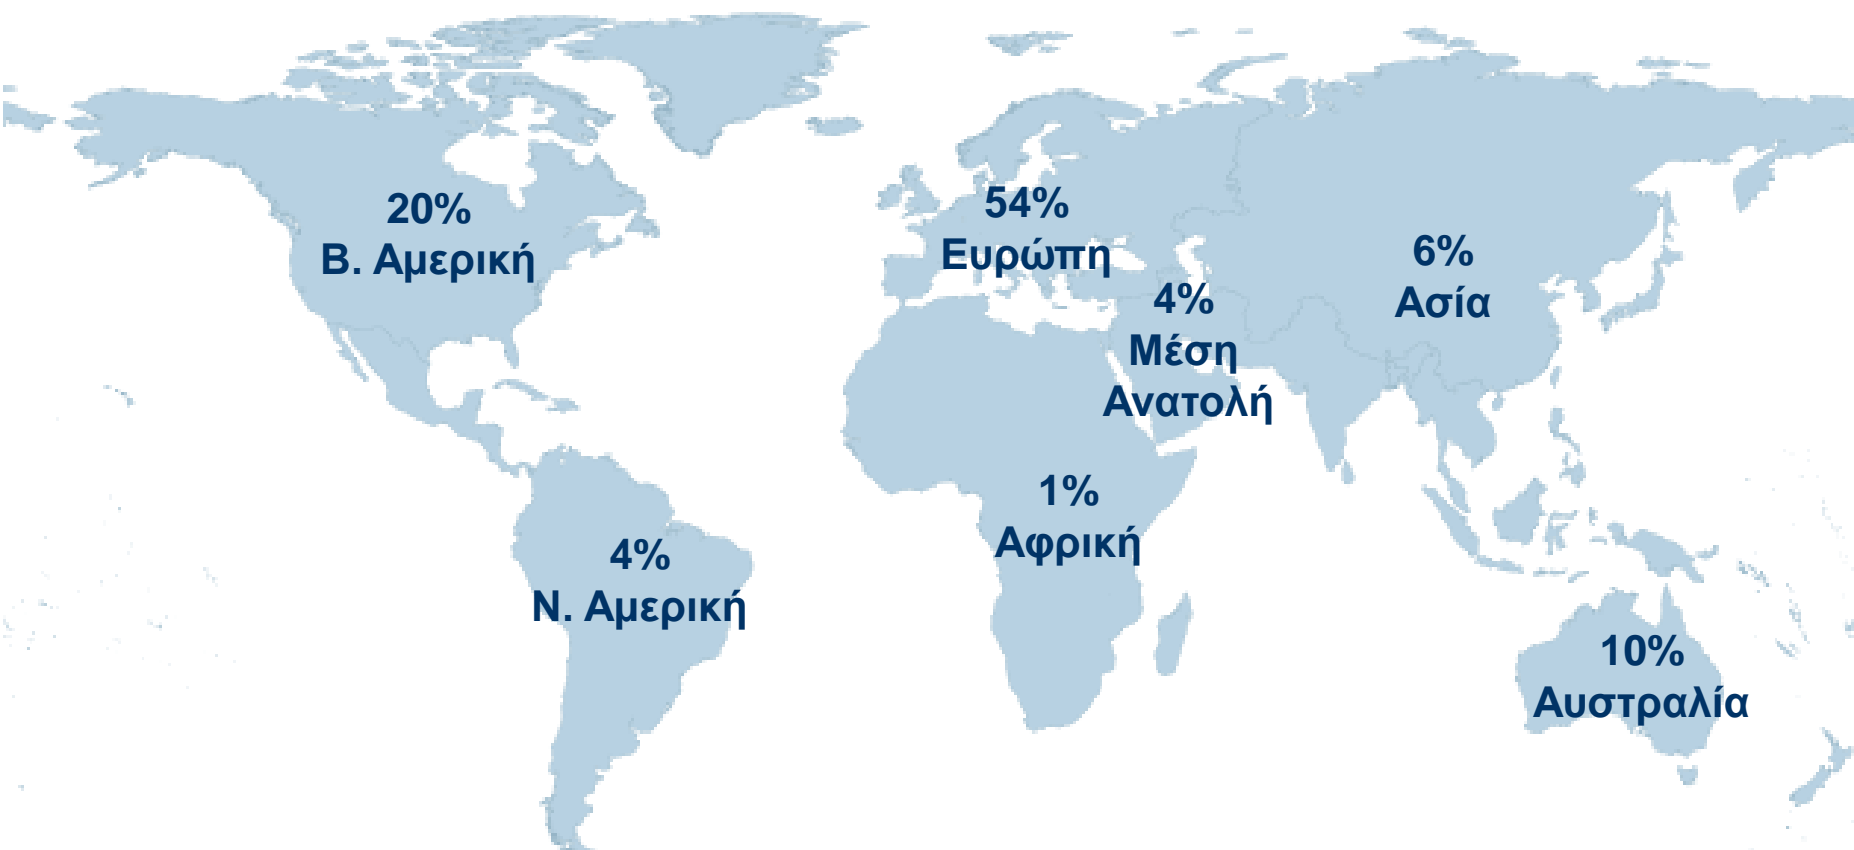 20%
Β. Αμερική
54%
Ευρώπη
6%
Ασία
4%
Μέση
Ανατολή
1%
Αφρική
4%
Ν. Αμερική
10%
Αυστραλία